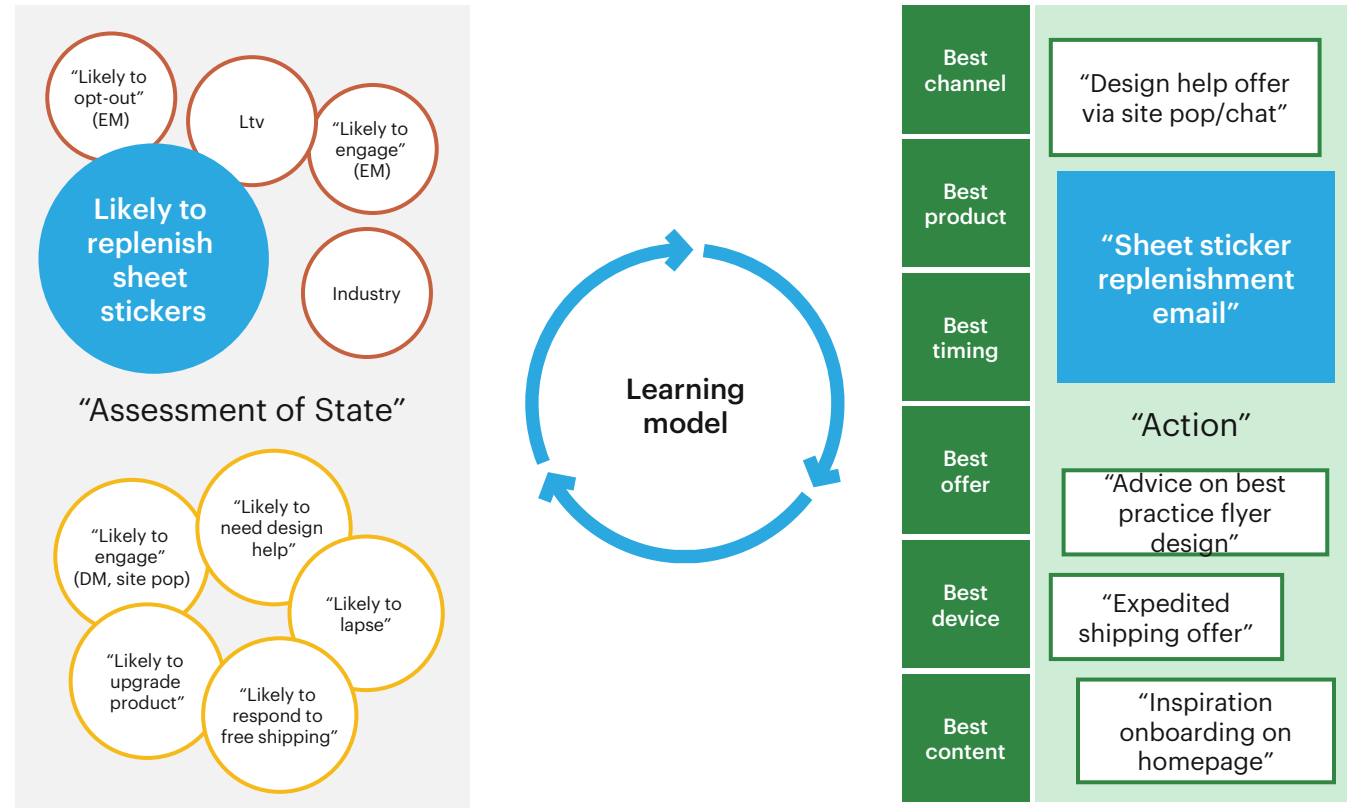 “Likely to
opt-out”
(EM)
Ltv
“Likely to
engage”
(EM)
Likely to
replenish
sheet
stickers
Industry
“Assessment of State”
“Likely to
engage”
(DM, site pop)
“Likely to
need design
help”
“Likely to
lapse”
“Likely to
upgrade
product”
“Likely to
respond to
free shipping”
Learning
model
Best
channel
Best
product
Best
timing
Best
offer
Best
device
Best
content
“Design help offer
via site pop/chat”
“Sheet sticker
replenishment
email”
“Action”
“Advice on best
practice flyer
design”
“Expedited
shipping offer”
“Inspiration
onboarding on
homepage”